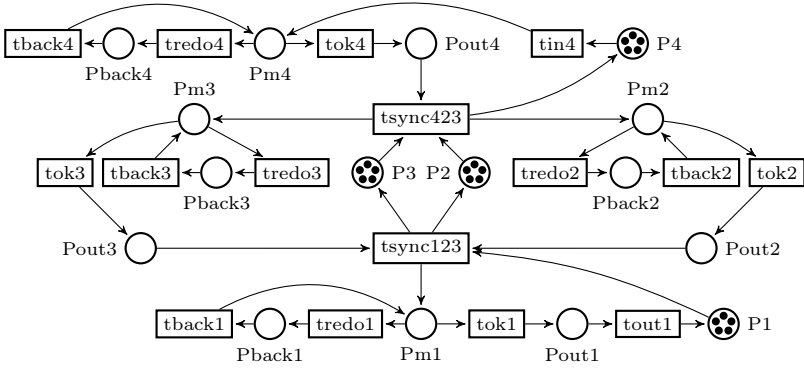 tback4 tredo4 tok4 Pout4 tin4 P4
Pback4 Pm4
Pm3 Pm2
tsync423
tok3 tback3 tredo3 P3 P2 tredo2 tback2 tok2
Pback3 Pback2
Pout3 tsync123 Pout2
tback1 tredo1 tok1 tout1 P1
Pback1 Pm1 Pout1